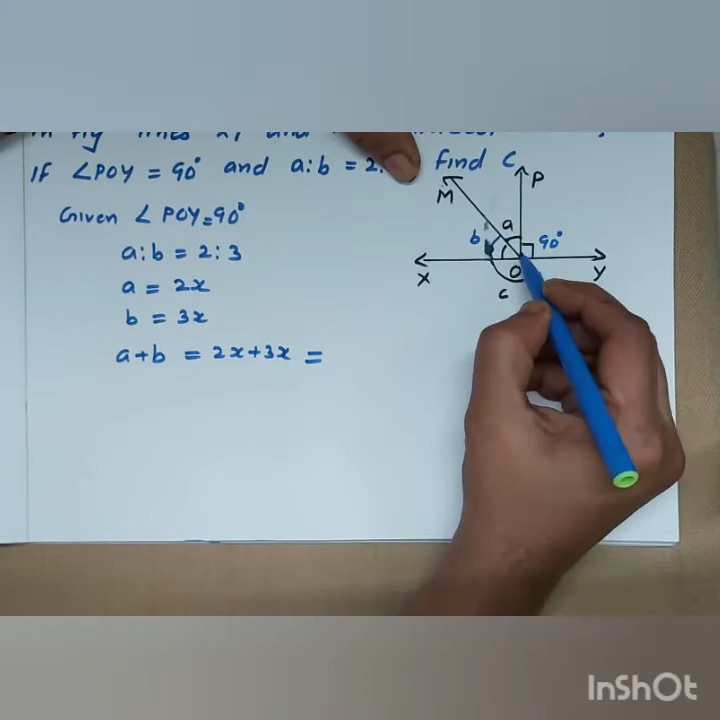 If ∠POY = 90° and a:b = 2: Find C
Given ∠ POY = 90°
a:b = 2:3
a = 2x
b = 3x
a+b = 2x+3x =
M
P
a
b
90°
X
O
Y
c
InShOt